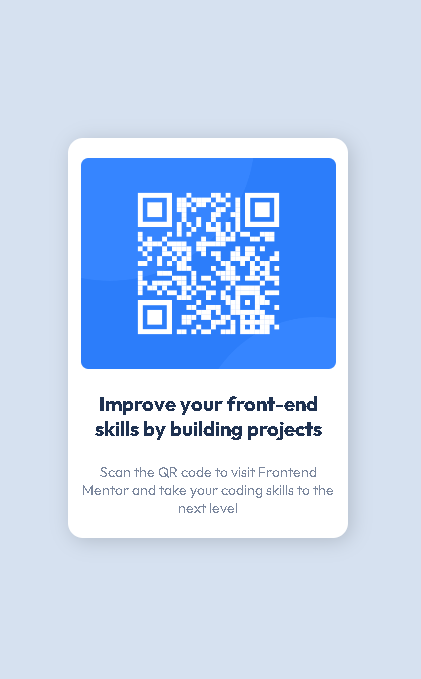 Improve your front-end
skills by building projects
Scan the QR code to visit Frontend
Mentor and take your coding skills to the
next level